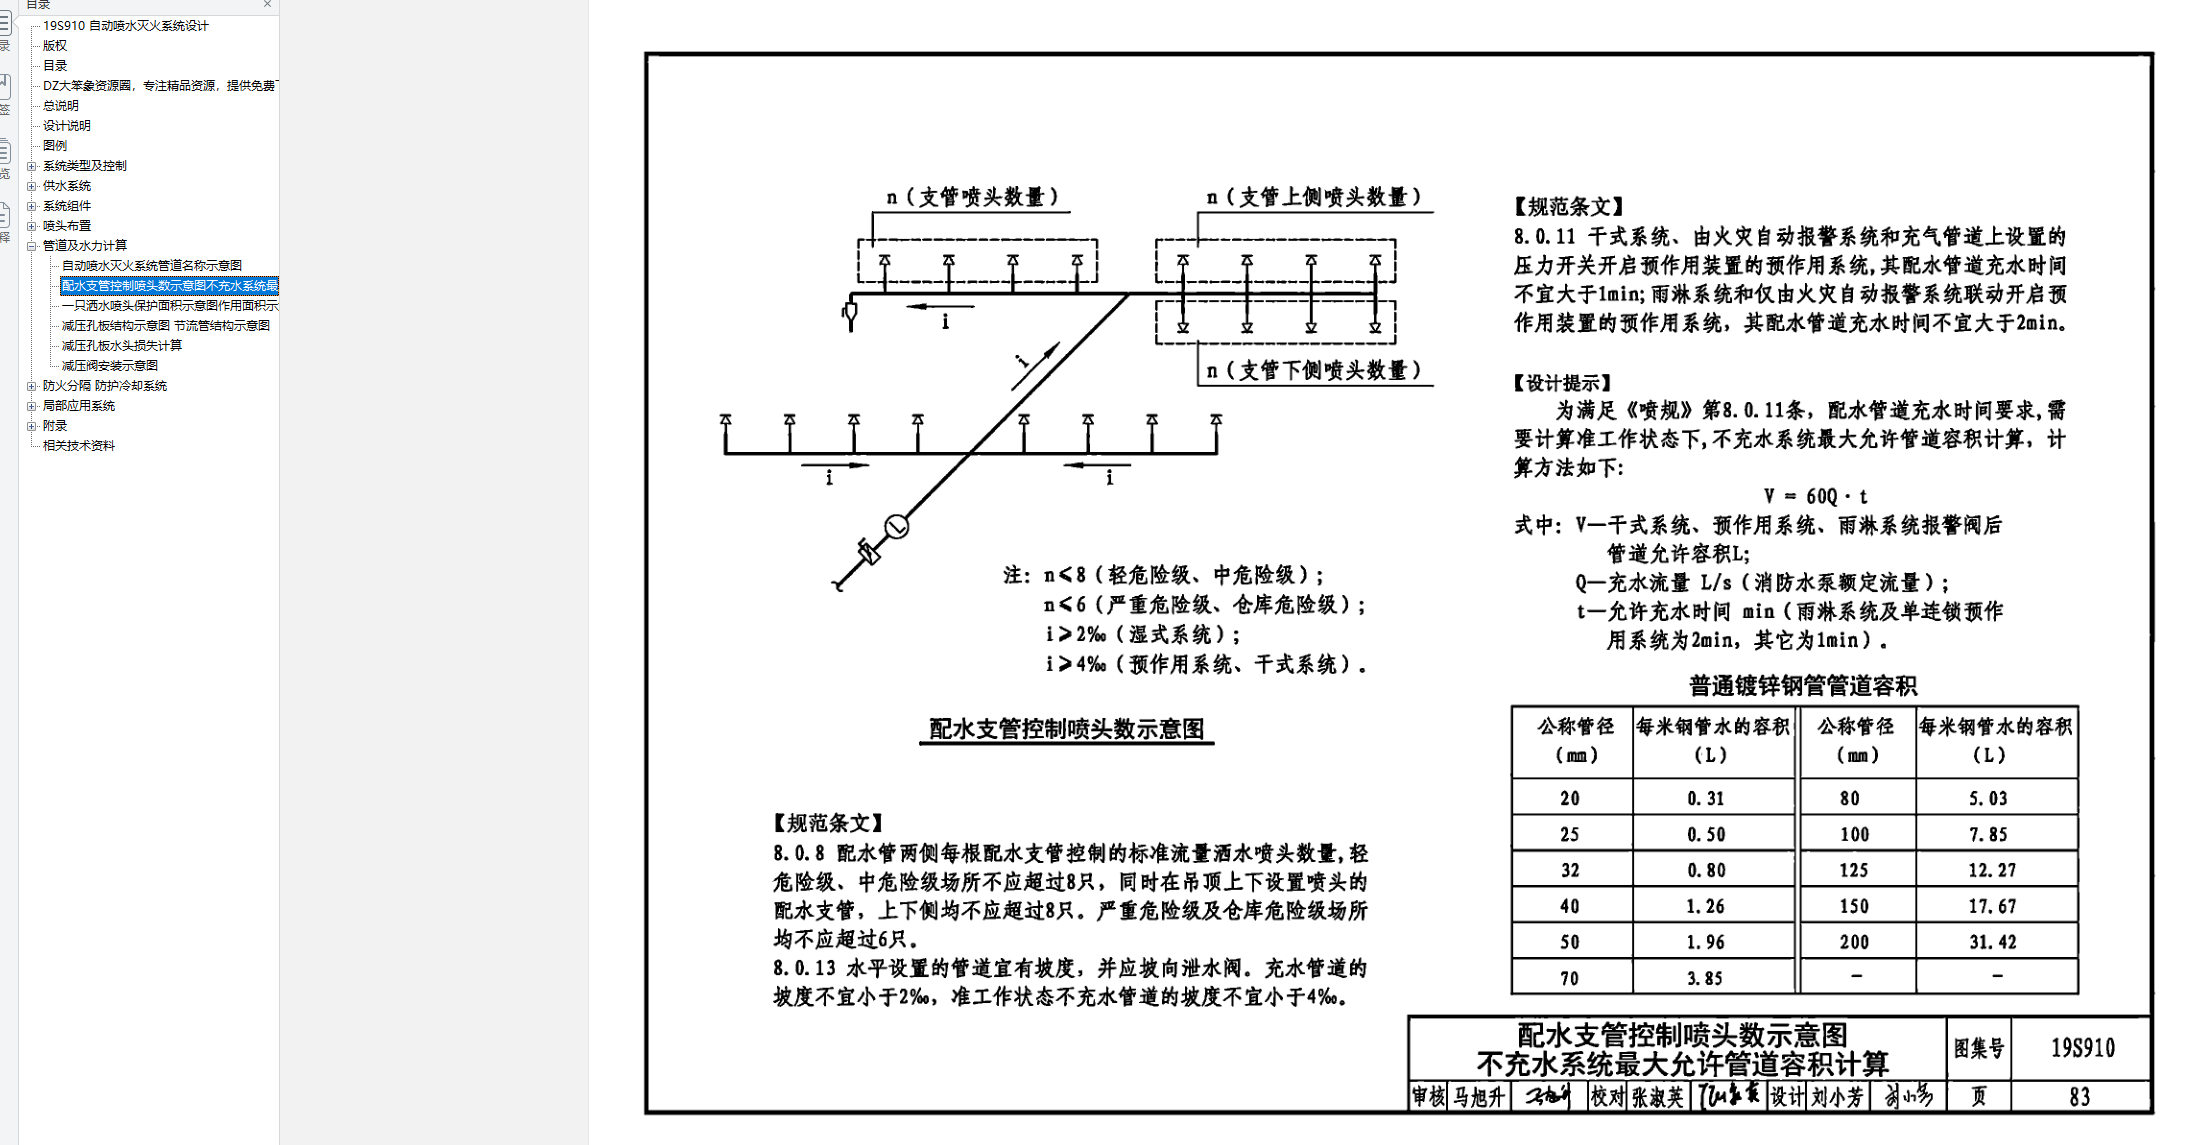 目录
19S910 自动喷水灭火系统设计
版权
目录
DZ大笨象资源圈，专注精品资源，提供免费
总说明
设计说明
图例
系统类型及控制
供水系统
系统组件
喷头布置
管道及水力计算
自动喷水灭火系统管道名称示意图
配水支管控制喷头数示意图不充水系统最
一只洒水喷头保护面积示意图作用面积示
减压孔板结构示意图 节流管结构示意图
减压孔板水头损失计算
减压阀安装示意图
防火分隔 防护冷却系统
局部应用系统
附录
相关技术资料
n（支管喷头数量）
n（支管上侧喷头数量）
i
n（支管下侧喷头数量）
i
i
i
注：n≤8（轻危险级、中危险级）；
n≤6（严重危险级、仓库危险级）；
i≥2‰（湿式系统）；
i≥4‰（预作用系统、干式系统）。
配水支管控制喷头数示意图
【规范条文】
8.0.8 配水管两侧每根配水支管控制的标准流量洒水喷头数量,轻
危险级、中危险级场所不应超过8只，同时在吊顶上下设置喷头的
配水支管，上下侧均不应超过8只。严重危险级及仓库危险级场所
均不应超过6只。
8.0.13 水平设置的管道宜有坡度，并应坡向泄水阀。充水管道的
坡度不宜小于2‰，准工作状态不充水管道的坡度不宜小于4‰。
【规范条文】
8.0.11 干式系统、由火灾自动报警系统和充气管道上设置的
压力开关开启预作用装置的预作用系统,其配水管道充水时间
不宜大于1min;雨淋系统和仅由火灾自动报警系统联动开启预
作用装置的预作用系统，其配水管道充水时间不宜大于2min。
【设计提示】
为满足《喷规》第8.0.11条，配水管道充水时间要求,需
要计算准工作状态下,不充水系统最大允许管道容积计算，计
算方法如下：
V = 60Q · t
式中：V—干式系统、预作用系统、雨淋系统报警阀后
管道允许容积L;
Q—充水流量 L/s（消防水泵额定流量）;
t—允许充水时间 min（雨淋系统及单连锁预作
用系统为2min，其它为1min）。
普通镀锌钢管管道容积
公称管径 每米钢管水的容积 公称管径 每米钢管水的容积
（mm） （L） （mm） （L）
20 0.31 80 5.03
25 0.50 100 7.85
32 0.80 125 12.27
40 1.26 150 17.67
50 1.96 200 31.42
70 3.85 － －
配水支管控制喷头数示意图
不充水系统最大允许管道容积计算
图集号 19S910
审核 马旭升 校对 张淑英 设计 刘小芳 页 83